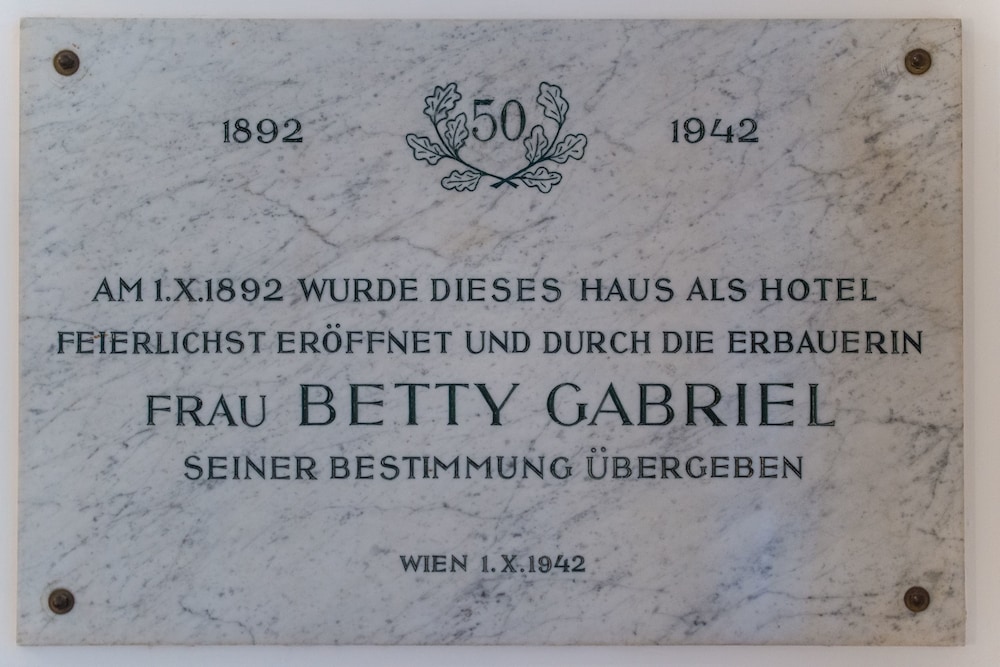 1892 50 1942
AM 1.X.1892 WURDE DIESES HAUS ALS HOTEL
FEIERLICHST ERÖFFNET UND DURCH DIE ERBAUERIN
FRAU BETTY GABRIEL
SEINER BESTIMMUNG ÜBERGEBEN
WIEN 1.X.1942